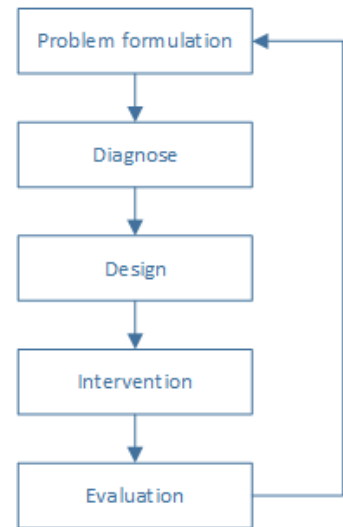 Problem formulation
Diagnose
Design
Intervention
Evaluation